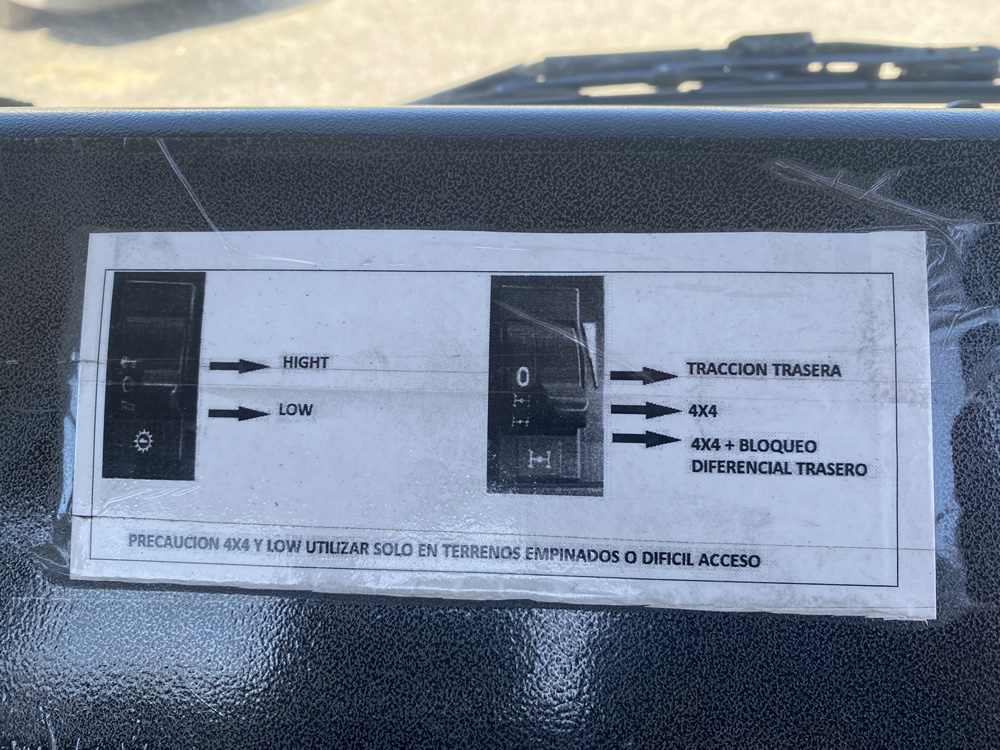 HIGHT
LOW
0
TRACCION TRASERA
4X4
4X4 + BLOQUEO
DIFERENCIAL TRASERO
PRECAUCION 4X4 Y LOW UTILIZAR SOLO EN TERRENOS EMPINADOS O DIFICIL ACCESO